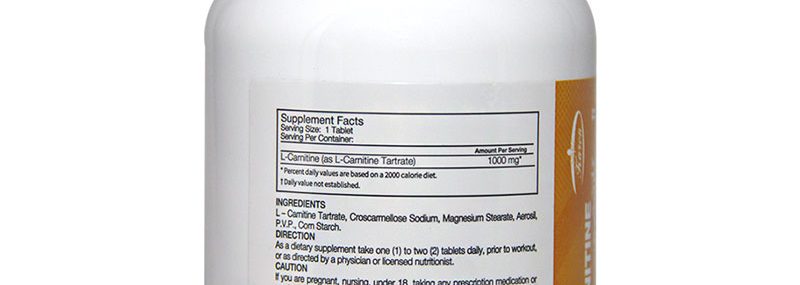 Supplement Facts
Serving Size: 1 Tablet
Serving Per Container:
Amount Per Serving
L-Carnitine (as L-Carnitine Tartrate) 1000 mg*
* Percent daily values are based on a 2000 calorie diet.
† Daily value not established.
INGREDIENTS
L – Carnitine Tartrate, Croscarmellose Sodium, Magnesium Stearate, Aerosil,
P.V.P., Corn Starch.
DIRECTION
As a dietary supplement take one (1) to two (2) tablets daily, prior to workout,
or as directed by a physician or licensed nutritionist.
CAUTION
If you are pregnant, nursing, under 18, taking any prescription medication or
Karen
NITINE